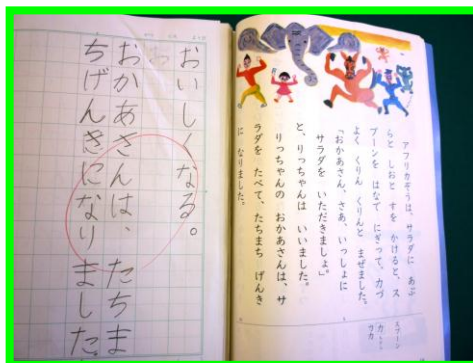 アフリカぞうは、サラダに あぶ
らと しおと すを かけると、ス
プーンを はなで にぎって、力づ
よく くりん くりんと まぜました。
「おかあさん、さあ、いっしょに
サラダを いただきましょ」
と、りっちゃんは いいました。
りっちゃんの おかあさんは、サ
ラダを たべて、たちまち げんき
に なりました。
スプーン
力
おいしくなる。
おかあさんは、たちま
ちげんきになりました